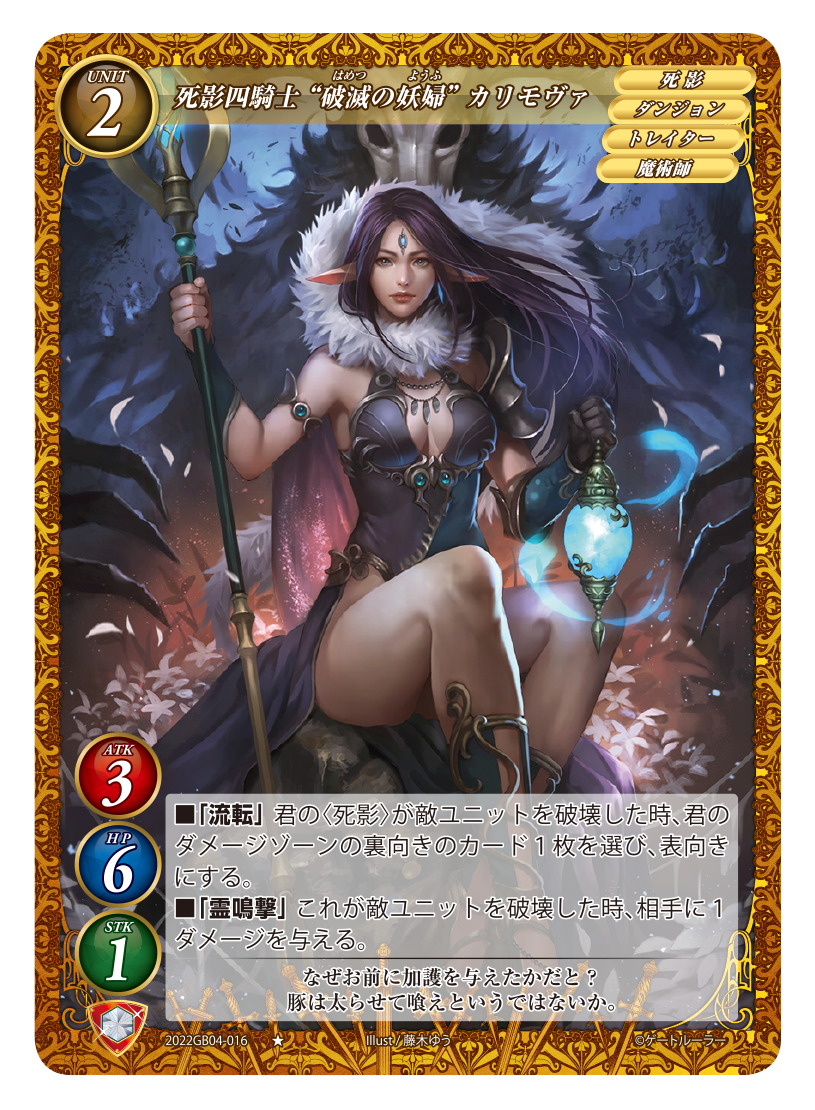 UNIT
2
はめつ ようふ
死影四騎士 “破滅の妖婦” カリモヴァ
死影
ダンジョン
トレイター
魔術師
ATK
3
HP
6
STK
1
■「流転」 君の〈死影〉が敵ユニットを破壊した時、君の
ダメージゾーンの裏向きのカード1枚を選び、表向き
にする。
■「霊鳴撃」 これが敵ユニットを破壊した時、相手に1
ダメージを与える。
なぜお前に加護を与えたかだと？
豚は太らせて喰えというではないか。
2022GB04-016 ★ Illust / 藤木ゆう ©ゲートルーラー